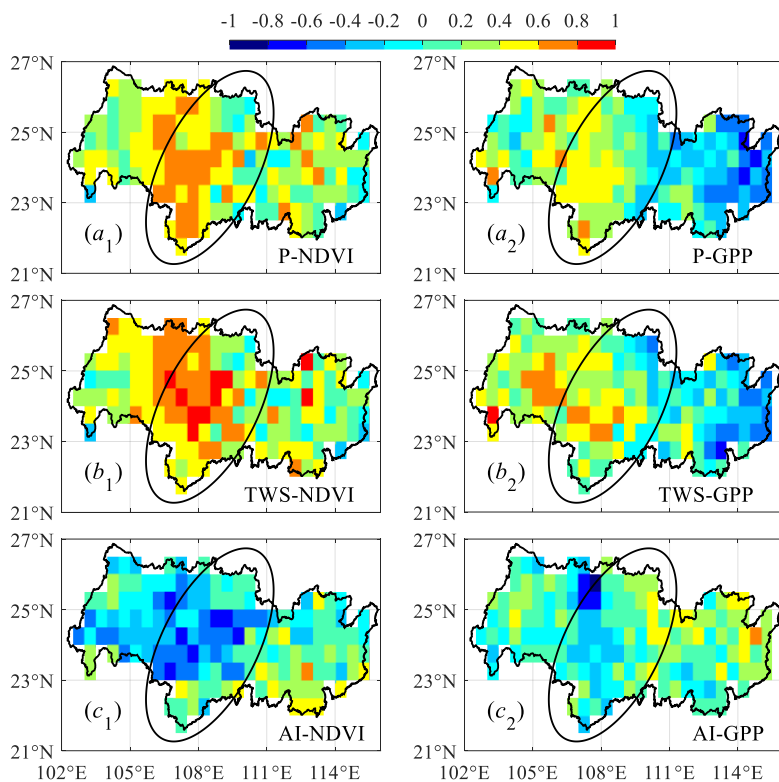 -1 -0.8 -0.6 -0.4 -0.2 0 0.2 0.4 0.6 0.8 1
27°N
25°N
23°N
21°N
(a1)
P-NDVI
(a2)
P-GPP
27°N
25°N
23°N
21°N
(b1)
TWS-NDVI
(b2)
TWS-GPP
27°N
25°N
23°N
21°N
(c1)
AI-NDVI
(c2)
AI-GPP
102°E 105°E 108°E 111°E 114°E
102°E 105°E 108°E 111°E 114°E